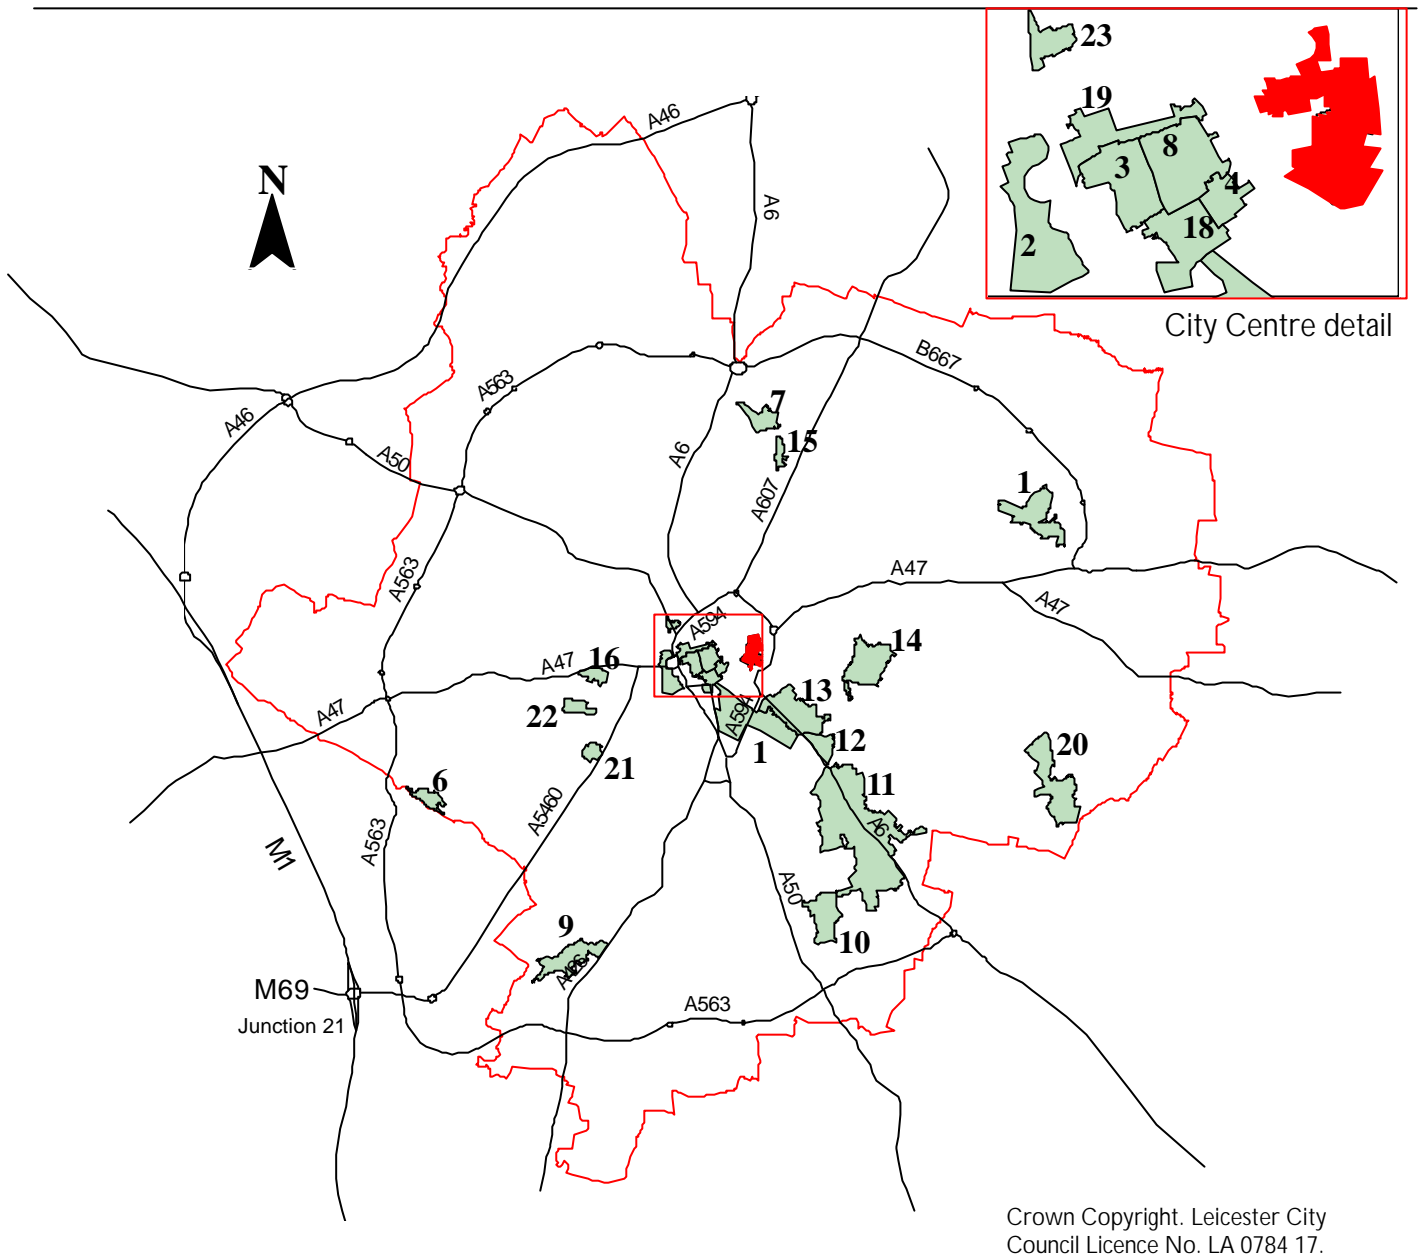 23
19
8
3
4
18
2
City Centre detail
N
A46
A6
B667
A563
7
15
A46
A50
A6
A607
1
A563
A47
A47
A594
14
16
A47
13
22
A594
A47
12
1
20
21
11
6
A5460
A6
A563
M1
A50
9
10
A426
M69
A563
Junction 21
Crown Copyright. Leicester City
Council Licence No. LA 0784 17.